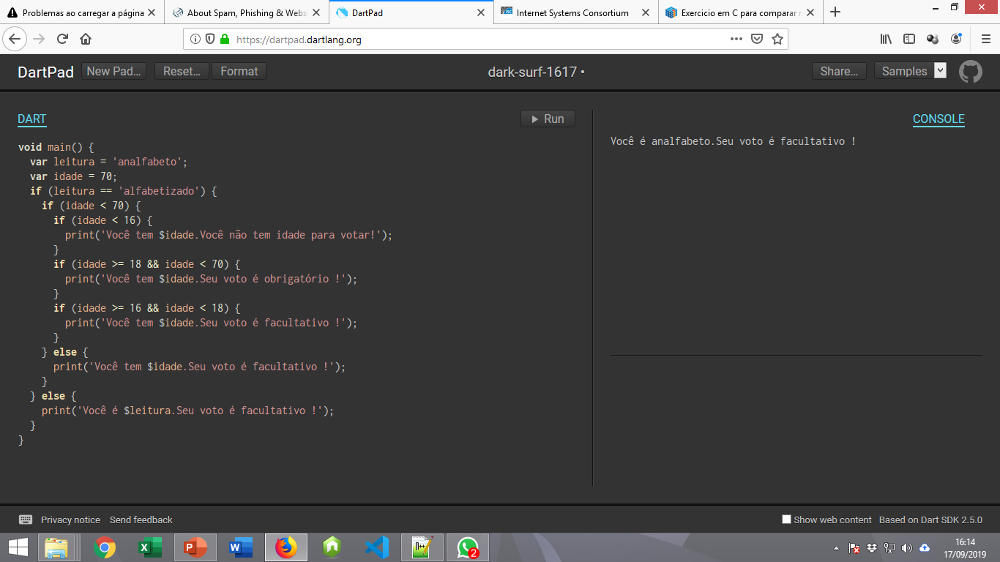 Problemas ao carregar a página
About Spam, Phishing & Webs
DartPad
Internet Systems Consortium
Exercicio em C para comparar
https://dartpad.dartlang.org
DartPad
New Pad...
Reset...
Format
dark-surf-1617 •
Share...
Samples
DART
Run
CONSOLE
void main() {
  var leitura = 'analfabeto';
  var idade = 70;
  if (leitura == 'alfabetizado') {
    if (idade < 70) {
      if (idade < 16) {
        print('Você tem $idade.Você não tem idade para votar!');
      }
      if (idade >= 18 && idade < 70) {
        print('Você tem $idade.Seu voto é obrigatório !');
      }
      if (idade >= 16 && idade < 18) {
        print('Você tem $idade.Seu voto é facultativo !');
      }
    } else {
      print('Você tem $idade.Seu voto é facultativo !');
    }
  } else {
    print('Você é $leitura.Seu voto é facultativo !');
  }
}
Você é analfabeto.Seu voto é facultativo !
Privacy notice
Send feedback
Show web content
Based on Dart SDK 2.5.0
2
16:14
17/09/2019